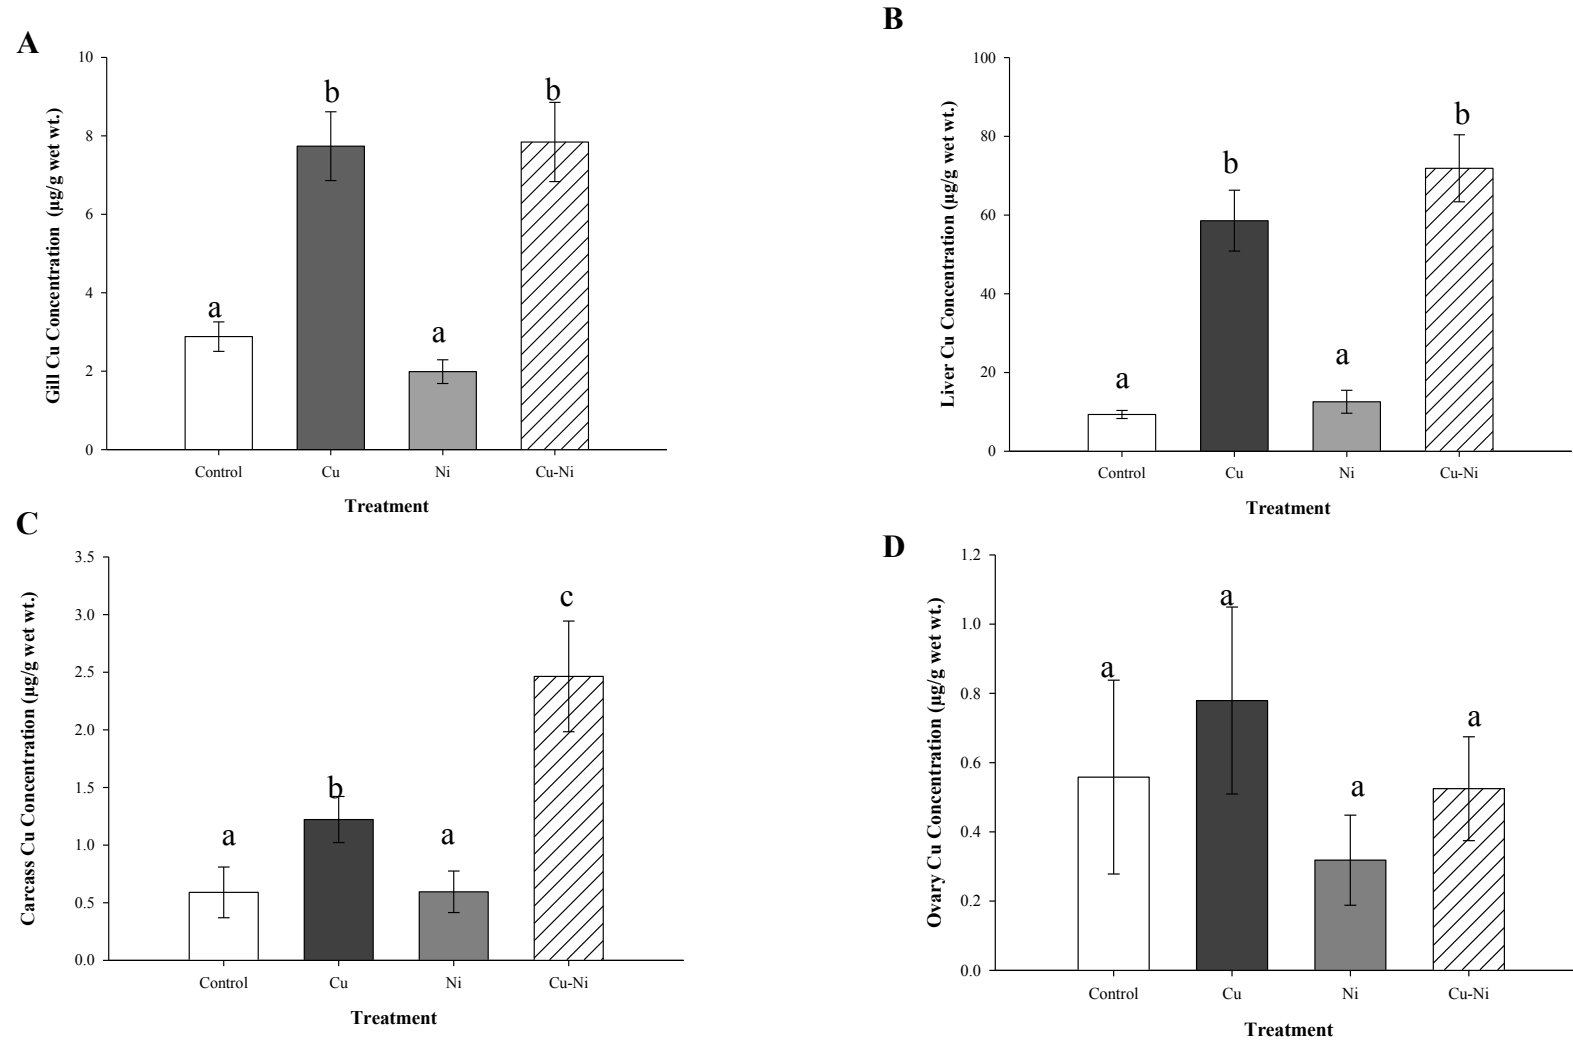 A
Gill Cu Concentration (µg/g wet wt.)
10
8
6
4
2
0
a
b
a
b
Control
Cu
Ni
Cu-Ni
Treatment
B
Liver Cu Concentration (µg/g wet wt.)
100
80
60
40
20
0
a
b
a
b
Control
Cu
Ni
Cu-Ni
Treatment
C
Carcass Cu Concentration (µg/g wet wt.)
3.5
3.0
2.5
2.0
1.5
1.0
0.5
0.0
a
b
a
c
Control
Cu
Ni
Cu-Ni
Treatment
D
Ovary Cu Concentration (µg/g wet wt.)
1.2
1.0
0.8
0.6
0.4
0.2
0.0
a
a
a
a
Control
Cu
Ni
Cu-Ni
Treatment